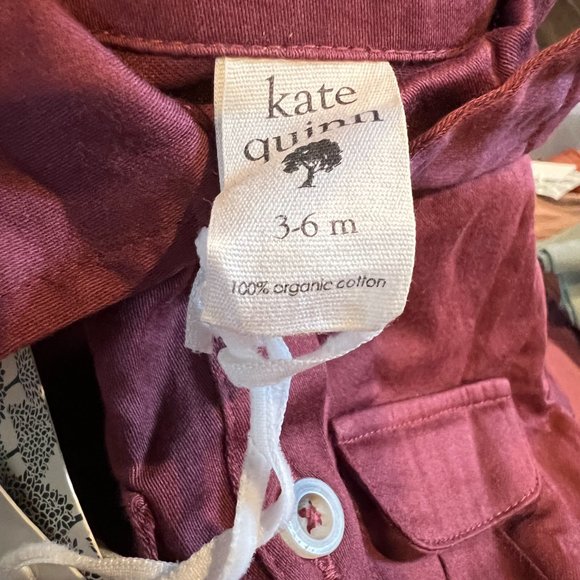 kate
quinn
3-6 m
100% organic cotton